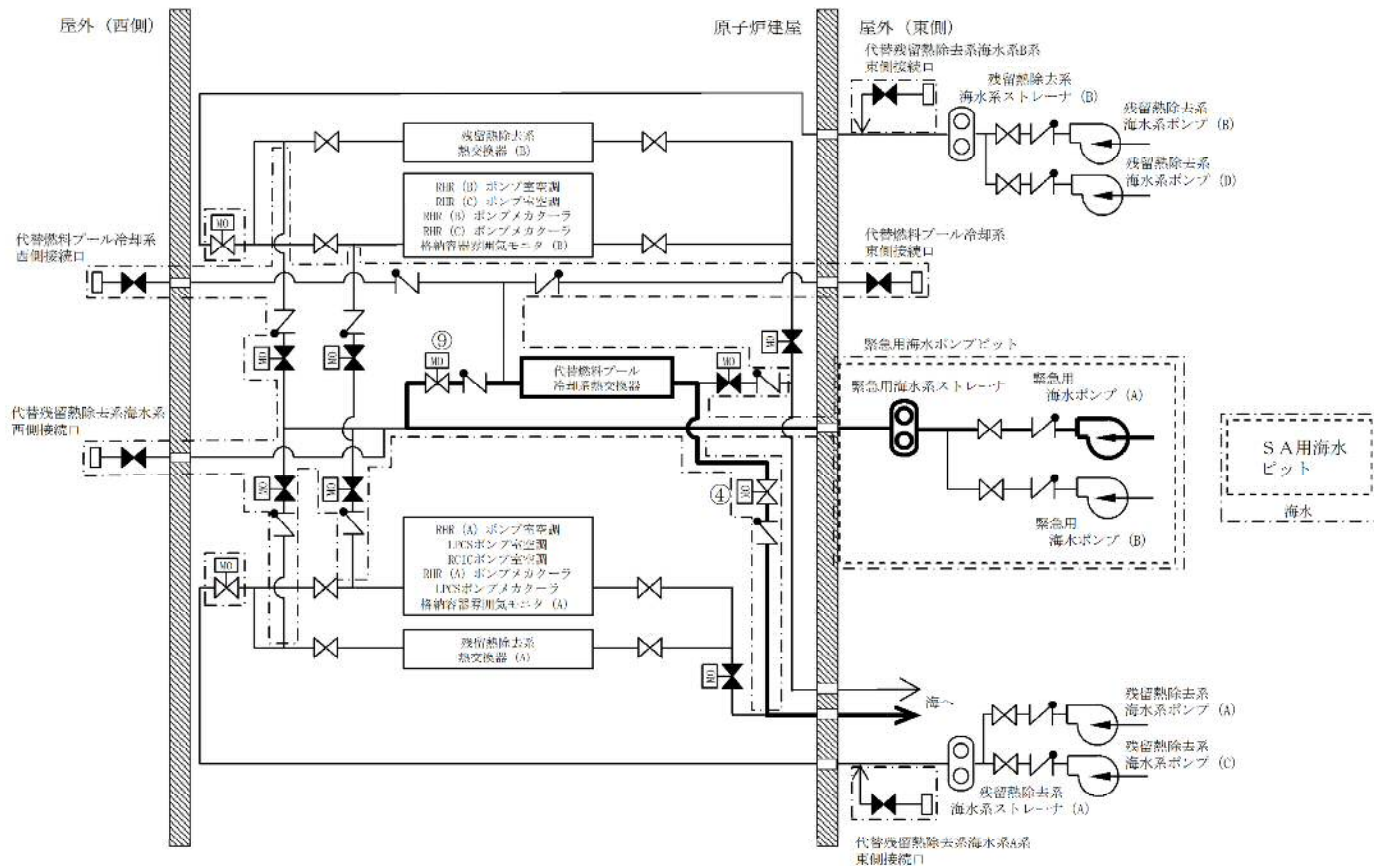 屋外（西側）
原子炉建屋
屋外（東側）
代替残留熱除去系海水系B系
東側接続口
残留熱除去系
海水系ストレーナ（B）
残留熱除去系
海水系ポンプ（B）
残留熱除去系
海水系ポンプ（D）
残留熱除去系
熱交換器（B）
RHR（B）ポンプ室空調
RHR（C）ポンプ室空調
RHR（B）ポンプメカクーラ
RHR（C）ポンプメカクーラ
格納容器雰囲気モニタ（B）
MO
代替燃料プール冷却系
西側接続口
代替燃料プール冷却系
東側接続口
MO
MO
⑨
MO
代替燃料プール
冷却系熱交換器
MO
MO
緊急用海水ポンプピット
緊急用海水系ストレーナ
緊急用
海水ポンプ（A）
緊急用
海水ポンプ（B）
ＳＡ用海水
ピット
海水
代替残留熱除去系海水系
西側接続口
MO
MO
④
MO
RHR（A）ポンプ室空調
LPCSポンプ室空調
RCICポンプ室空調
RHR（A）ポンプメカクーラ
LPCSポンプメカクーラ
格納容器雰囲気モニタ（A）
MO
残留熱除去系
熱交換器（A）
MO
海へ
残留熱除去系
海水系ポンプ（A）
残留熱除去系
海水系ポンプ（C）
残留熱除去系
海水系ストレーナ（A）
代替残留熱除去系海水系A系
東側接続口